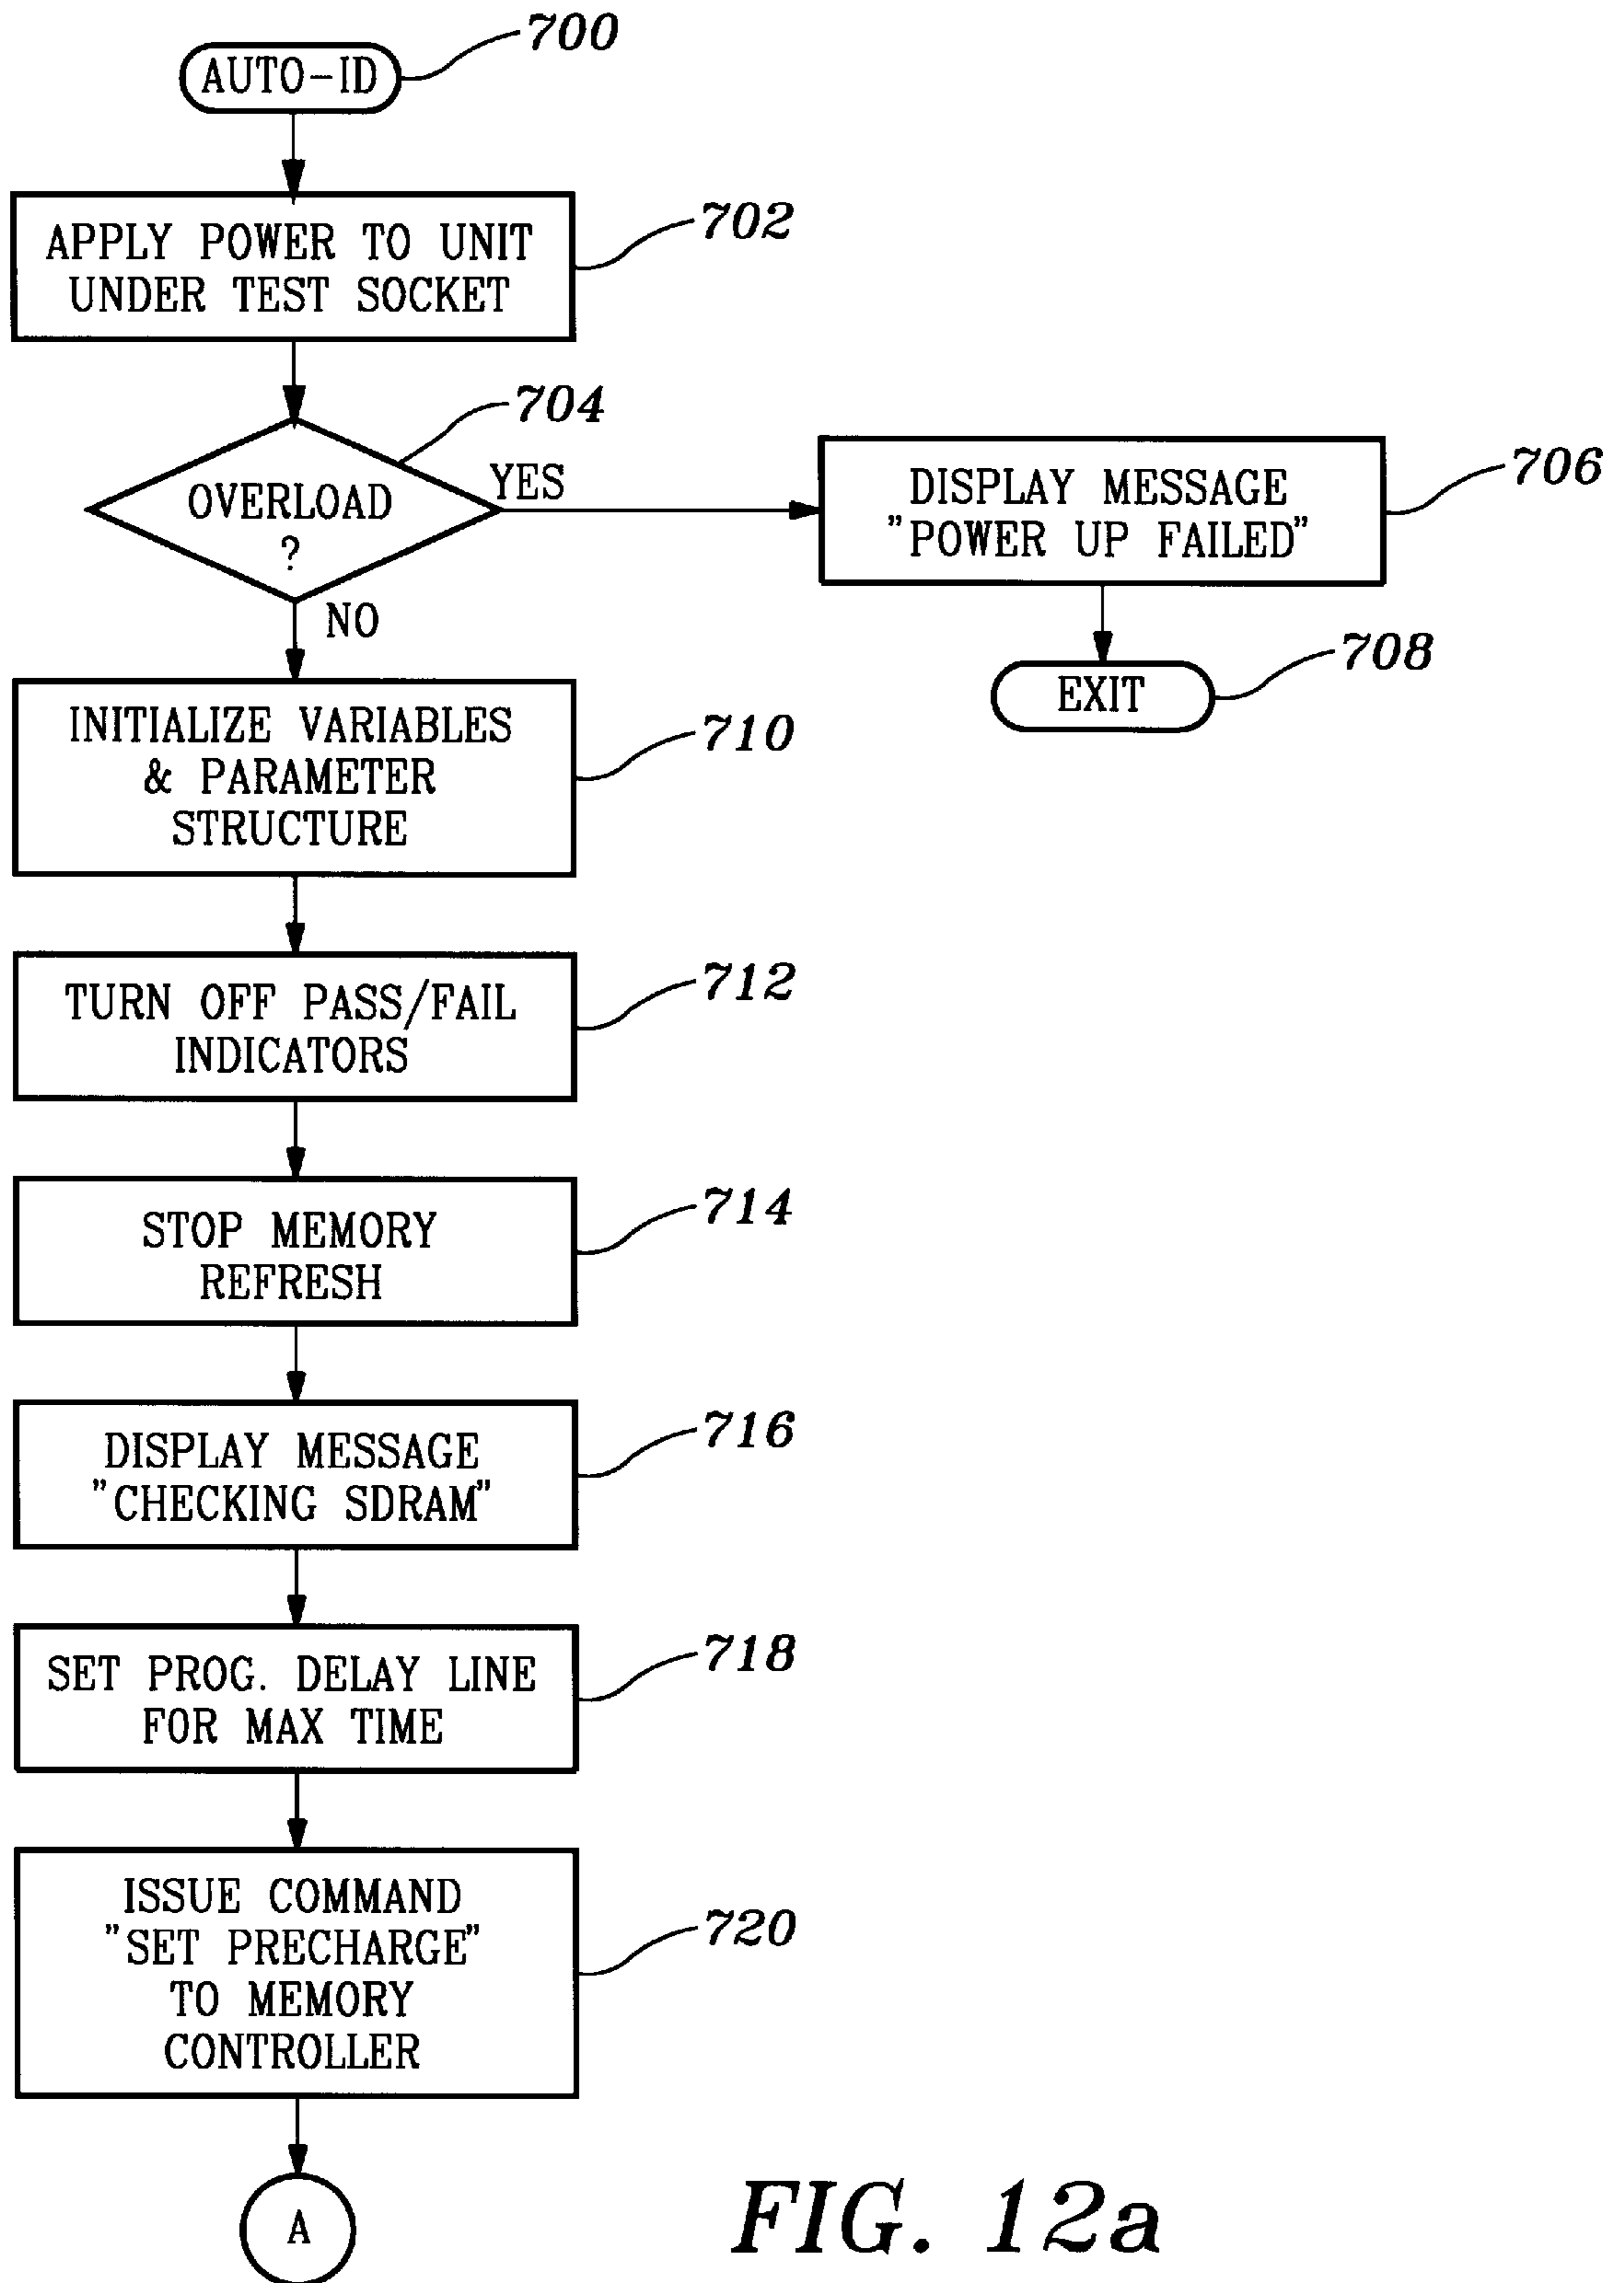 700
AUTO-ID
702
APPLY POWER TO UNIT
UNDER TEST SOCKET
704
OVERLOAD
?
YES
NO
706
DISPLAY MESSAGE
"POWER UP FAILED"
708
EXIT
710
INITIALIZE VARIABLES
& PARAMETER
STRUCTURE
712
TURN OFF PASS/FAIL
INDICATORS
714
STOP MEMORY
REFRESH
716
DISPLAY MESSAGE
"CHECKING SDRAM"
718
SET PROG. DELAY LINE
FOR MAX TIME
720
ISSUE COMMAND
"SET PRECHARGE"
TO MEMORY
CONTROLLER
A
FIG. 12a